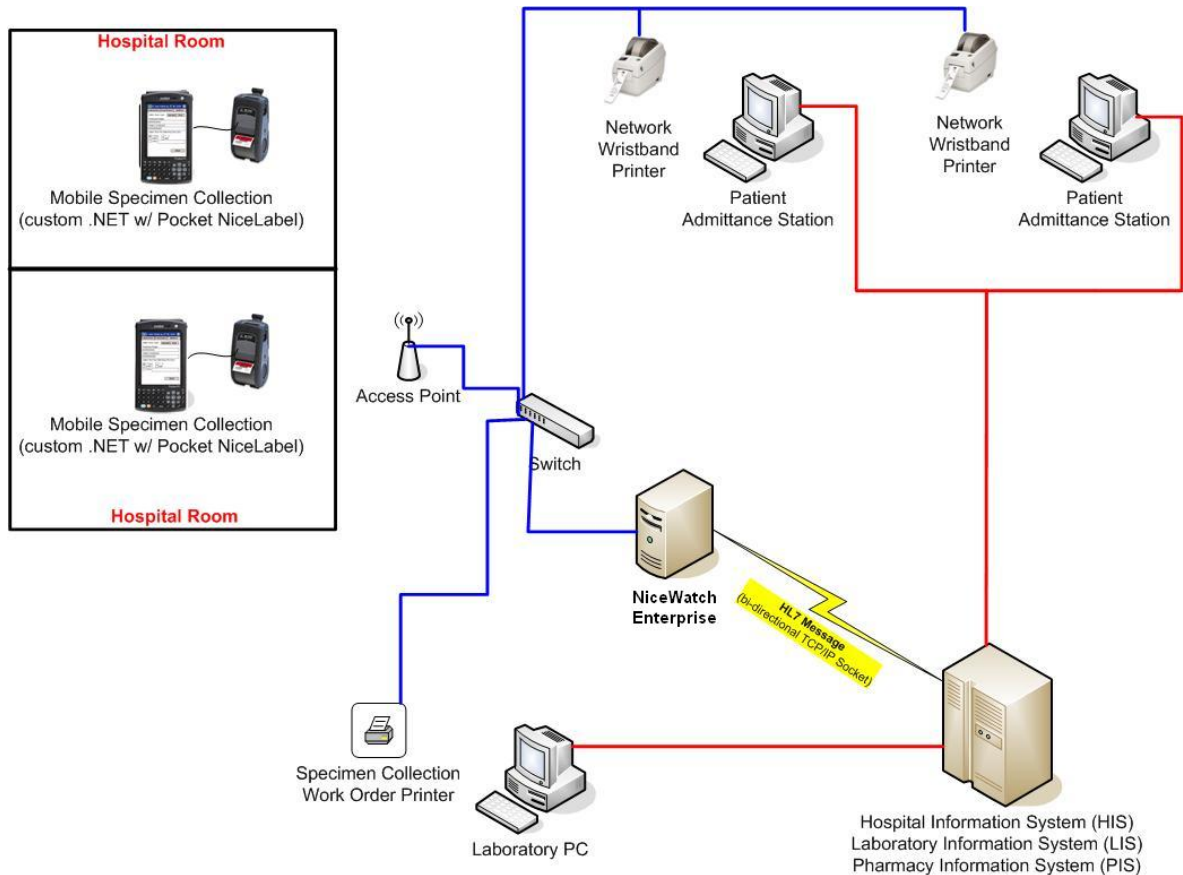 Hospital Room
Mobile Specimen Collection
(custom .NET w/ Pocket NiceLabel)
Mobile Specimen Collection
(custom .NET w/ Pocket NiceLabel)
Hospital Room
Network
Wristband
Printer
Patient
Admittance Station
Network
Wristband
Printer
Patient
Admittance Station
Access Point
Switch
NiceWatch
Enterprise
HL7 Message
(bi-directional TCP/IP Socket)
Specimen Collection
Work Order Printer
Laboratory PC
Hospital Information System (HIS)
Laboratory Information System (LIS)
Pharmacy Information System (PIS)